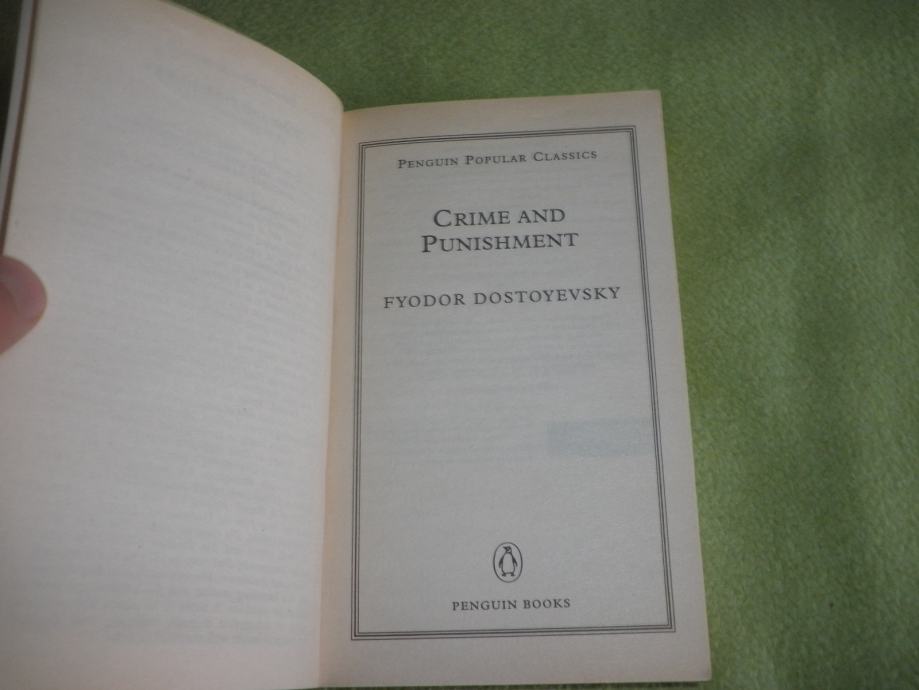 PENGUIN POPULAR CLASSICS
CRIME AND
PUNISHMENT
FYODOR DOSTOYEVSKY
PENGUIN BOOKS